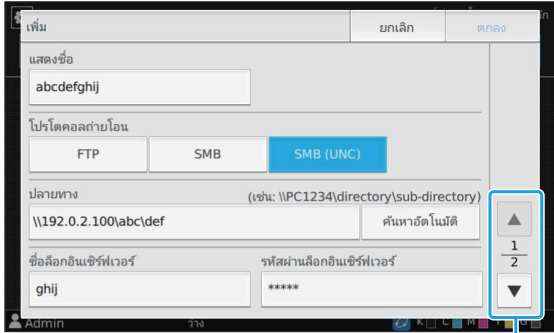 เพิ่ม ยกเลิก ตกลง
แสดงชื่อ
abcdefghij
โปรโตคอลถ่ายโอน
FTP SMB SMB (UNC)
ปลายทาง (เช่น: \\PC1234\directory\sub-directory)
\\192.0.2.100\abc\def ค้นหาอัตโนมัติ
1
2
ชื่อล็อกอินเซิร์ฟเวอร์ รหัสผ่านล็อกอินเซิร์ฟเวอร์
ghij *****
Admin ว่าง K C M Y G